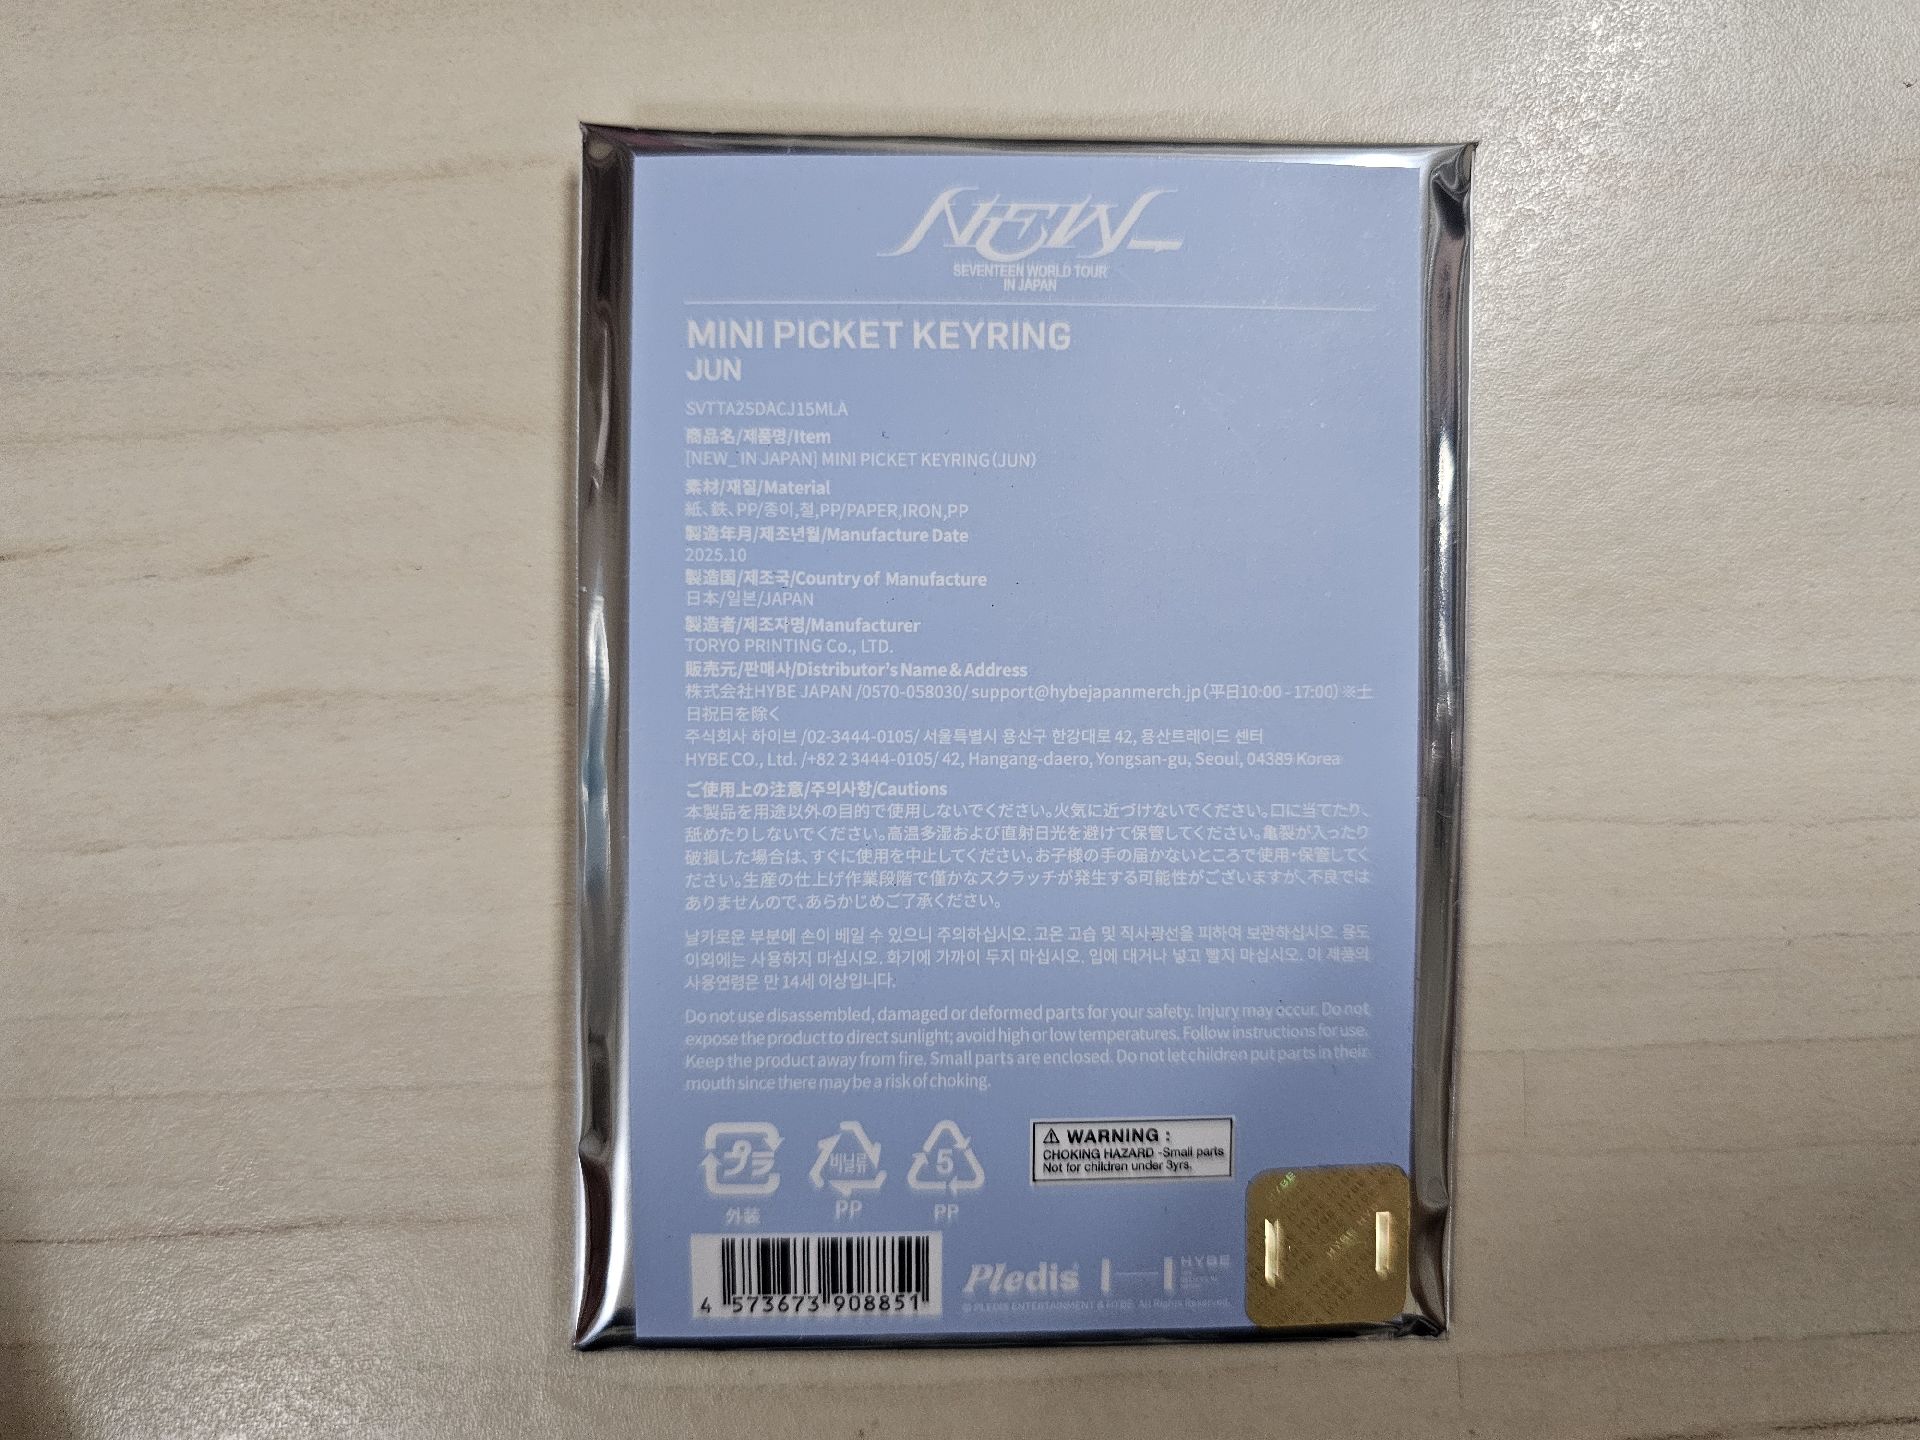 NEW_
SEVENTEEN WORLD TOUR
IN JAPAN
MINI PICKET KEYRING
JUN
SVTTA25DACJ15MLA
商品名/제품명/Item
[NEW_ IN JAPAN] MINI PICKET KEYRING(JUN)
素材/재질/Material
紙、鉄、PP/종이,철,PP/PAPER,IRON,PP
製造年月/제조년월/Manufacture Date
2025.10
製造国/제조국/Country of Manufacture
日本/일본/JAPAN
製造者/제조자명/Manufacturer
TORYO PRINTING Co., LTD.
販売元/판매사/Distributor's Name & Address
株式会社HYBE JAPAN /0570-058030/ support@hybejapanmerch.jp(平日10:00 - 17:00) ※土
日祝日を除く
주식회사 하이브 /02-3444-0105/ 서울특별시 용산구 한강대로 42, 용산트레이드 센터
HYBE CO., Ltd. /+82 2 3444-0105/ 42, Hangang-daero, Yongsan-gu, Seoul, 04389 Korea
ご使用上の注意/주의사항/Cautions
本製品を用途以外の目的で使用しないでください。火気に近づけないでください。口に当てたり、
舐めたりしないでください。高温多湿および直射日光を避けて保管してください。亀裂が入ったり
破損した場合は、すぐに使用を中止してください。お子様の手の届かないところで使用・保管してく
ださい。生産の仕上げ作業段階で僅かなスクラッチが発生する可能性がございますが、不良では
ありませんので、あらかじめご了承ください。
날카로운 부분에 손이 베일 수 있으니 주의하십시오. 고온 고습 및 직사광선을 피하여 보관하십시오. 용도
이외에는 사용하지 마십시오. 화기에 가까이 두지 마십시오. 입에 대거나 넣고 빨지 마십시오. 이 제품의
사용연령은 만 14세 이상입니다.
Do not use disassembled, damaged or deformed parts for your safety. Injury may occur. Do not
expose the product to direct sunlight; avoid high or low temperatures. Follow instructions for use.
Keep the product away from fire. Small parts are enclosed. Do not let children put parts in their
mouth since there may be a risk of choking.
プラ
外装
비닐류
PP
5
PP
⚠ WARNING :
CHOKING HAZARD -Small parts
Not for children under 3yrs.
4 573673 908851
Pledis
HYBE
© PLEDIS ENTERTAINMENT & HYBE. All Rights Reserved.
HYBE